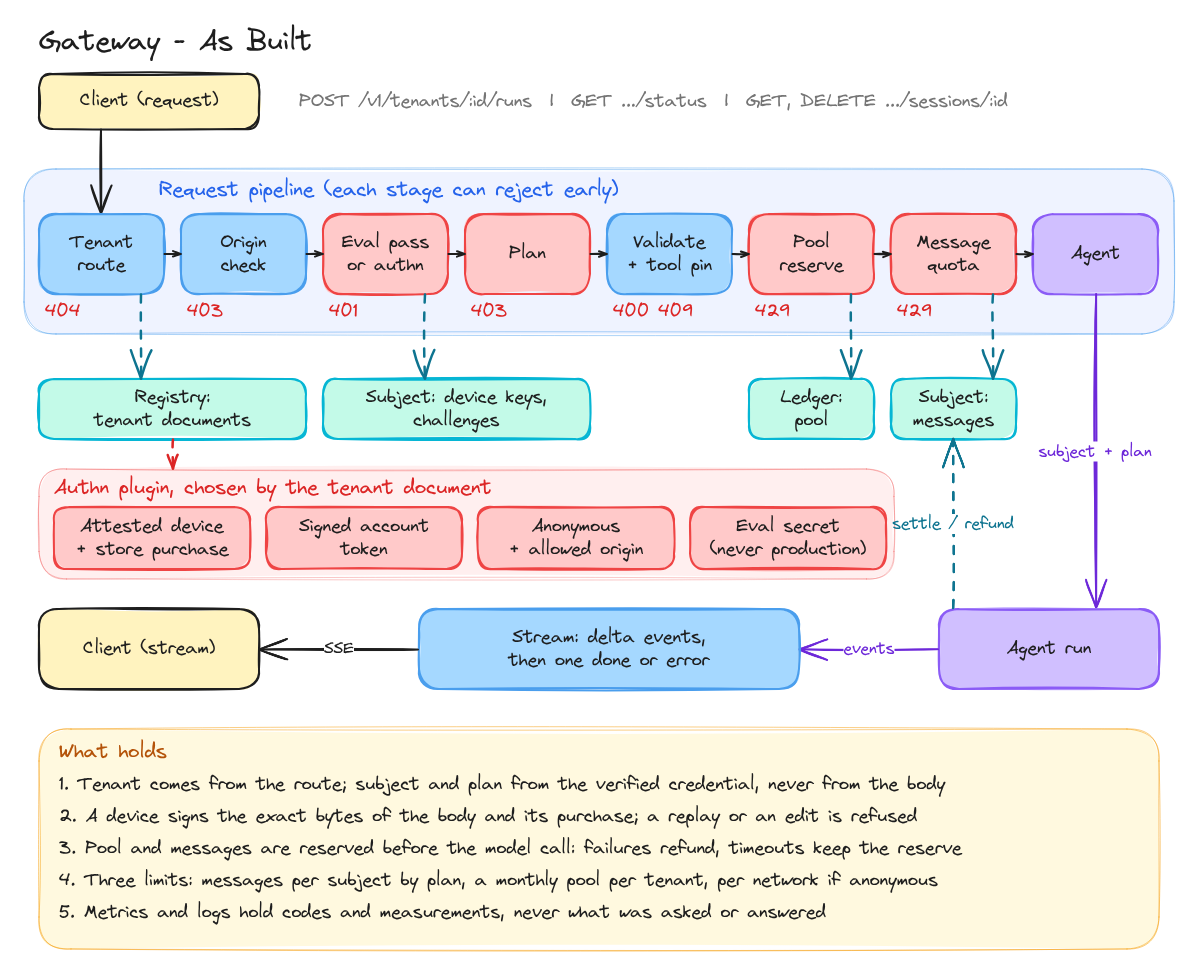 Gateway - As Built
Client (request)
POST /v1/tenants/:id/runs | GET .../status | GET, DELETE .../sessions/:id
Request pipeline (each stage can reject early)
Tenant
route
Origin
check
Eval pass
or authn
Plan
Validate
+ tool pin
Pool
reserve
Message
quota
Agent
404
403
401
403
400 409
429
429
Registry:
tenant documents
Subject: device keys,
challenges
Ledger:
pool
Subject:
messages
subject + plan
Authn plugin, chosen by the tenant document
Attested device
+ store purchase
Signed account
token
Anonymous
+ allowed origin
Eval secret
(never production)
settle / refund
Client (stream)
SSE
Stream: delta events,
then one done or error
events
Agent run
What holds
1. Tenant comes from the route; subject and plan from the verified credential, never from the body
2. A device signs the exact bytes of the body and its purchase; a replay or an edit is refused
3. Pool and messages are reserved before the model call: failures refund, timeouts keep the reserve
4. Three limits: messages per subject by plan, a monthly pool per tenant, per network if anonymous
5. Metrics and logs hold codes and measurements, never what was asked or answered